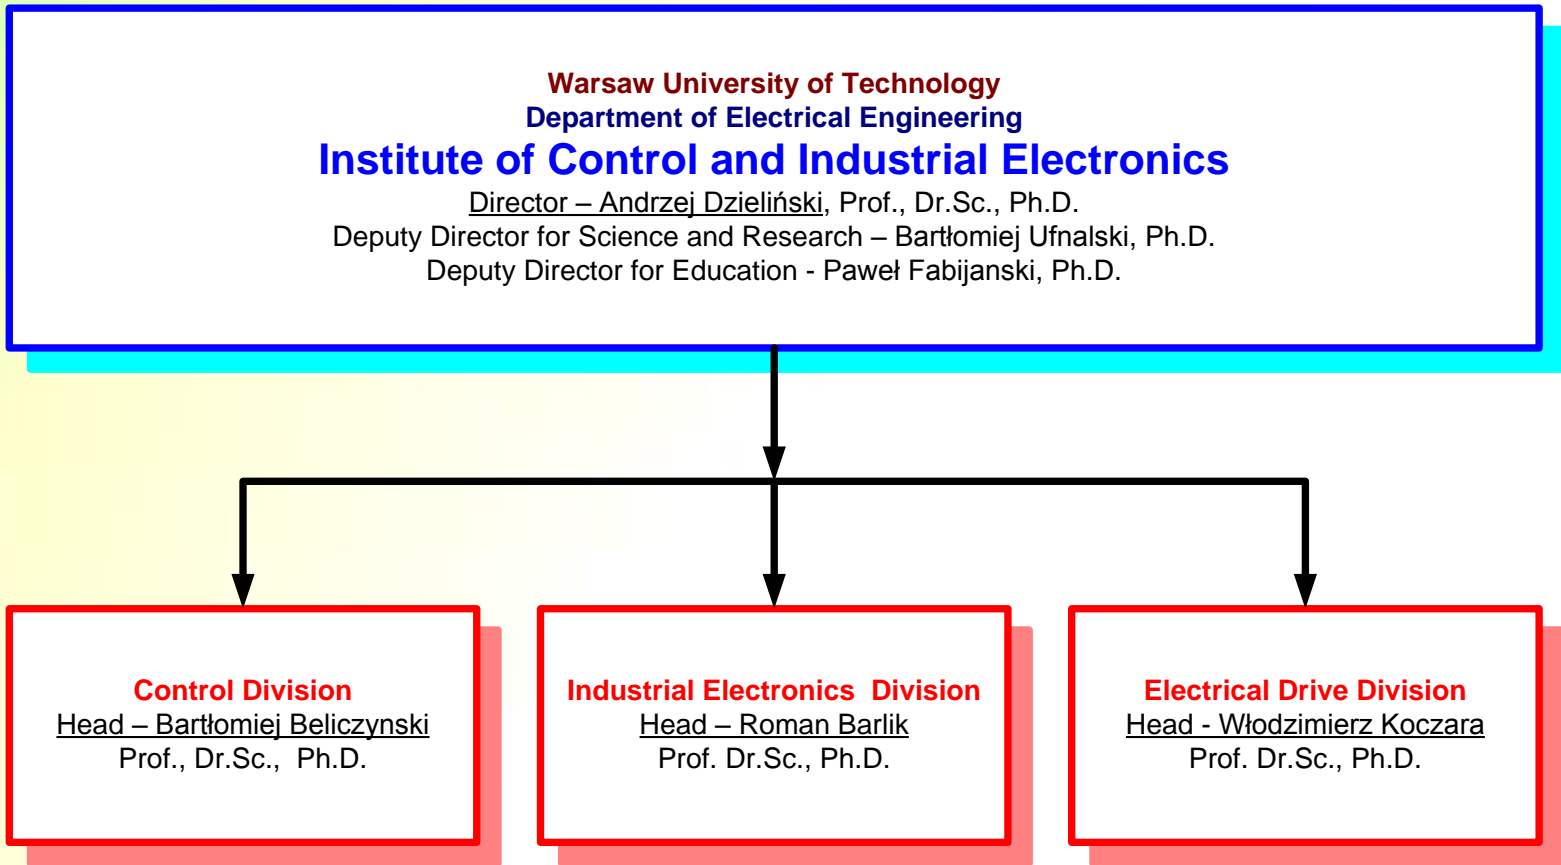 Warsaw University of Technology
Department of Electrical Engineering
Institute of Control and Industrial Electronics
Director – Andrzej Dzieliński, Prof., Dr.Sc., Ph.D.
Deputy Director for Science and Research – Bartłomiej Ufnalski, Ph.D.
Deputy Director for Education - Paweł Fabijanski, Ph.D.
Control Division
Head – Bartłomiej Beliczynski
Prof., Dr.Sc., Ph.D.
Industrial Electronics Division
Head – Roman Barlik
Prof. Dr.Sc., Ph.D.
Electrical Drive Division
Head - Włodzimierz Koczara
Prof. Dr.Sc., Ph.D.